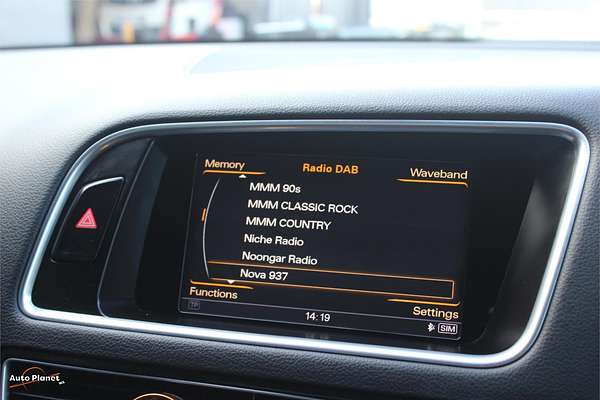 Memory
Radio DAB
Waveband
MMM 90s
MMM CLASSIC ROCK
MMM COUNTRY
Niche Radio
Noongar Radio
Nova 937
Functions
Settings
TP
14:19
SIM
Auto Planet